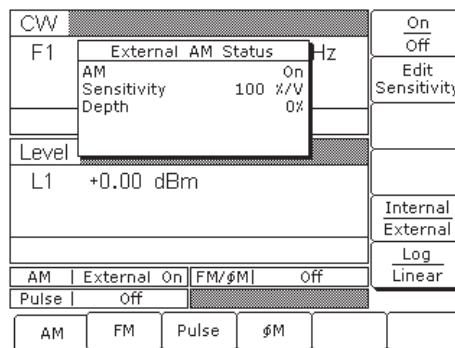 CW
F1
Hz
External AM Status
AM On
Sensitivity 100 %/V
Depth 0%
Level
L1 +0.00 dBm
AM | External On FM/ϕM| Off
Pulse | Off
AM FM Pulse ϕM
On
Off
Edit
Sensitivity
Internal
External
Log
Linear